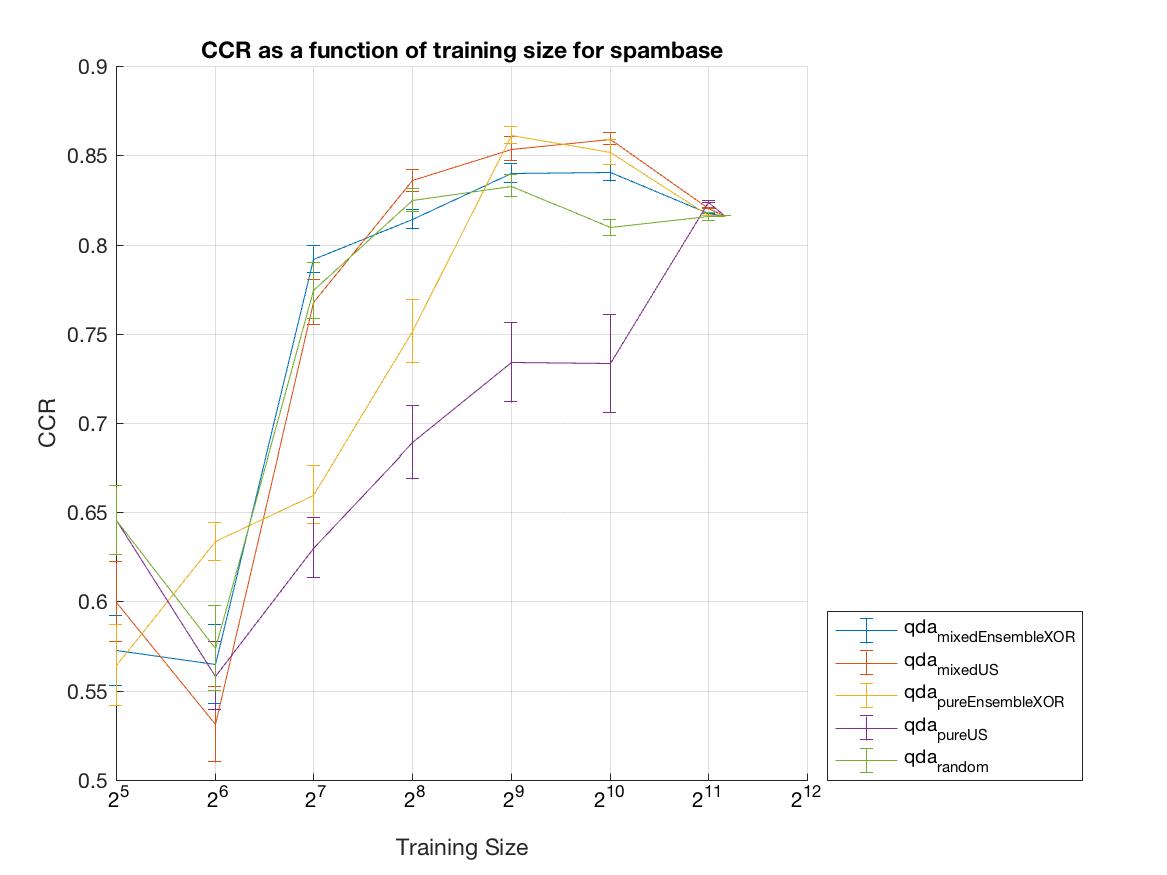 CCR as a function of training size for spambase
0.9
0.85
0.8
0.75
0.7
0.65
0.6
0.55
0.5
CCR
2^5 2^6 2^7 2^8 2^9 2^10 2^11 2^12
Training Size
qda_mixedEnsembleXOR
qda_mixedUS
qda_pureEnsembleXOR
qda_pureUS
qda_random